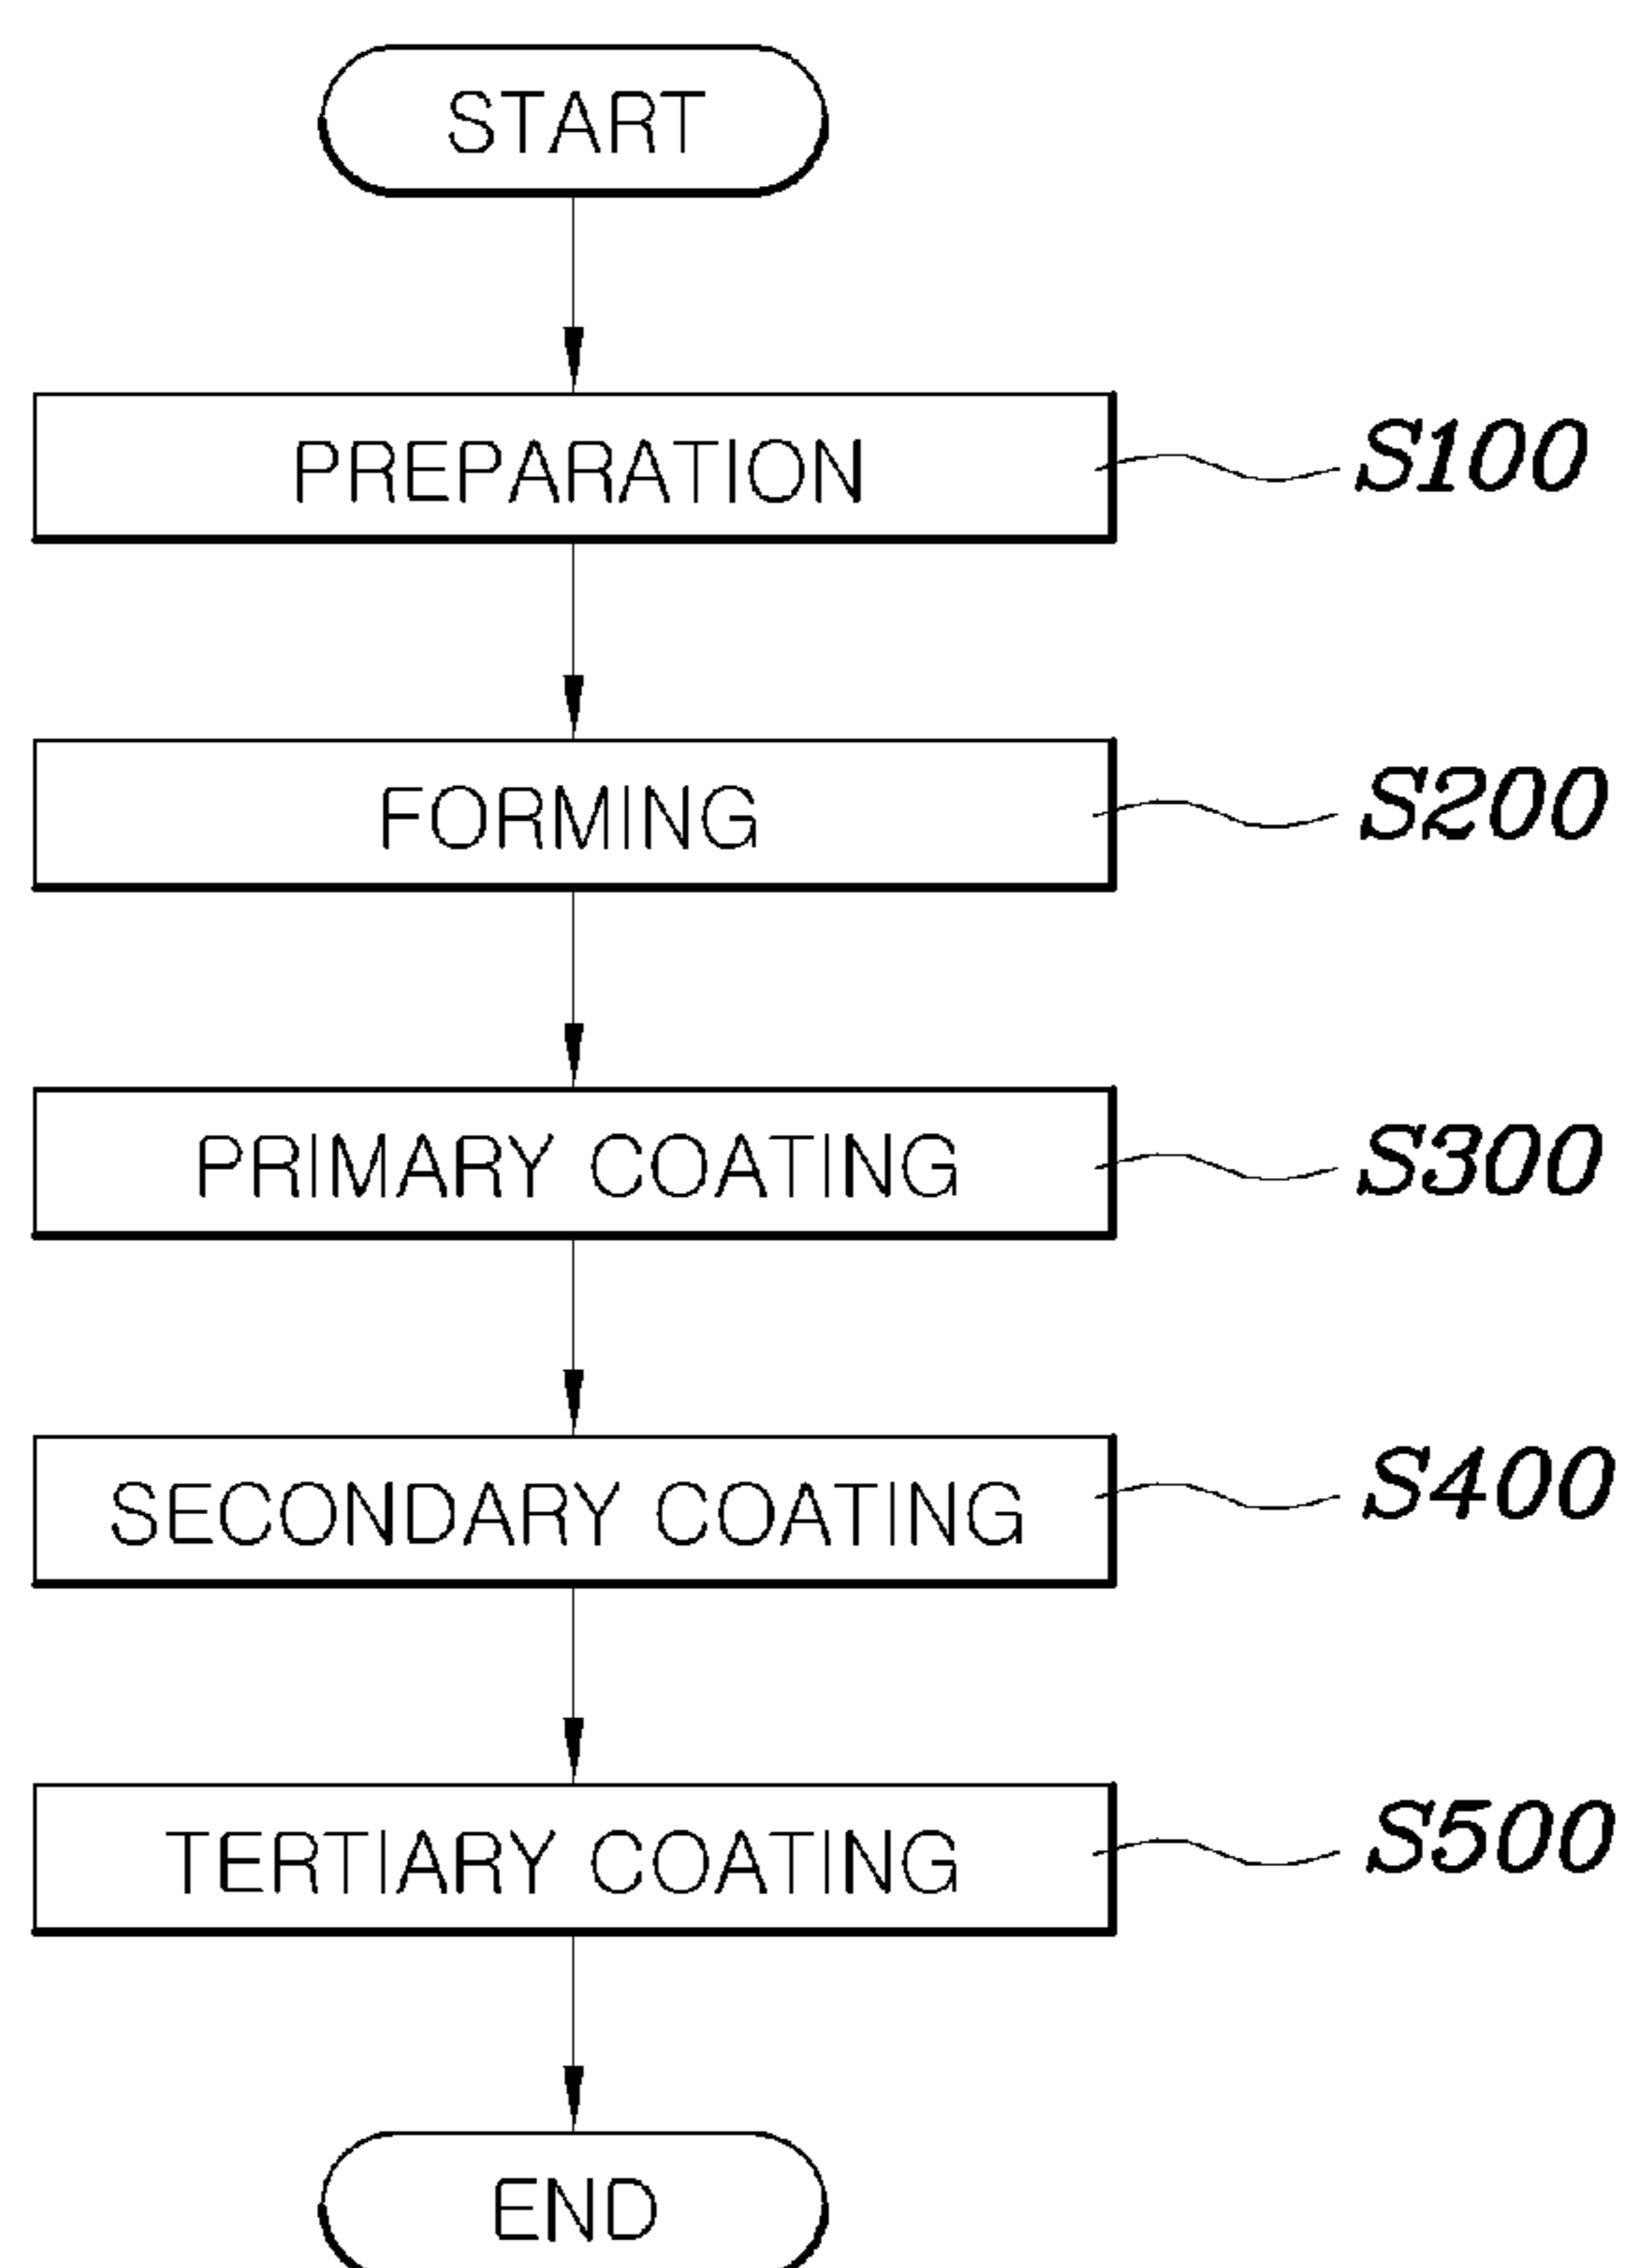 START
PREPARATION S100
FORMING S200
PRIMARY COATING S300
SECONDARY COATING S400
TERTIARY COATING S500
END